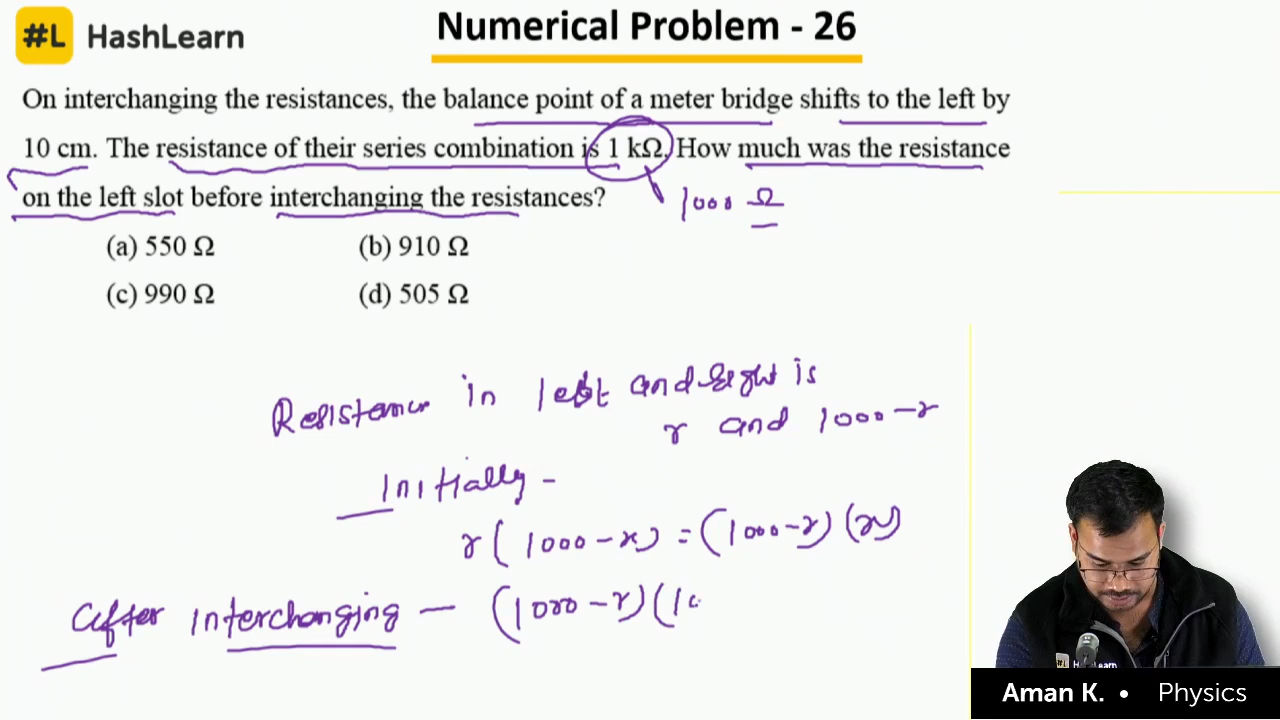 #L HashLearn
Numerical Problem - 26
On interchanging the resistances, the balance point of a meter bridge shifts to the left by
10 cm. The resistance of their series combination is 1 kΩ. How much was the resistance
on the left slot before interchanging the resistances?
1000 Ω
(a) 550 Ω (b) 910 Ω
(c) 990 Ω (d) 505 Ω
Resistance in left and right is
r and 1000-r
Initially -
r(1000-x) = (1000-r)(x)
After interchanging - (1000-r)(10
#L HashLearn
Aman K. • Physics